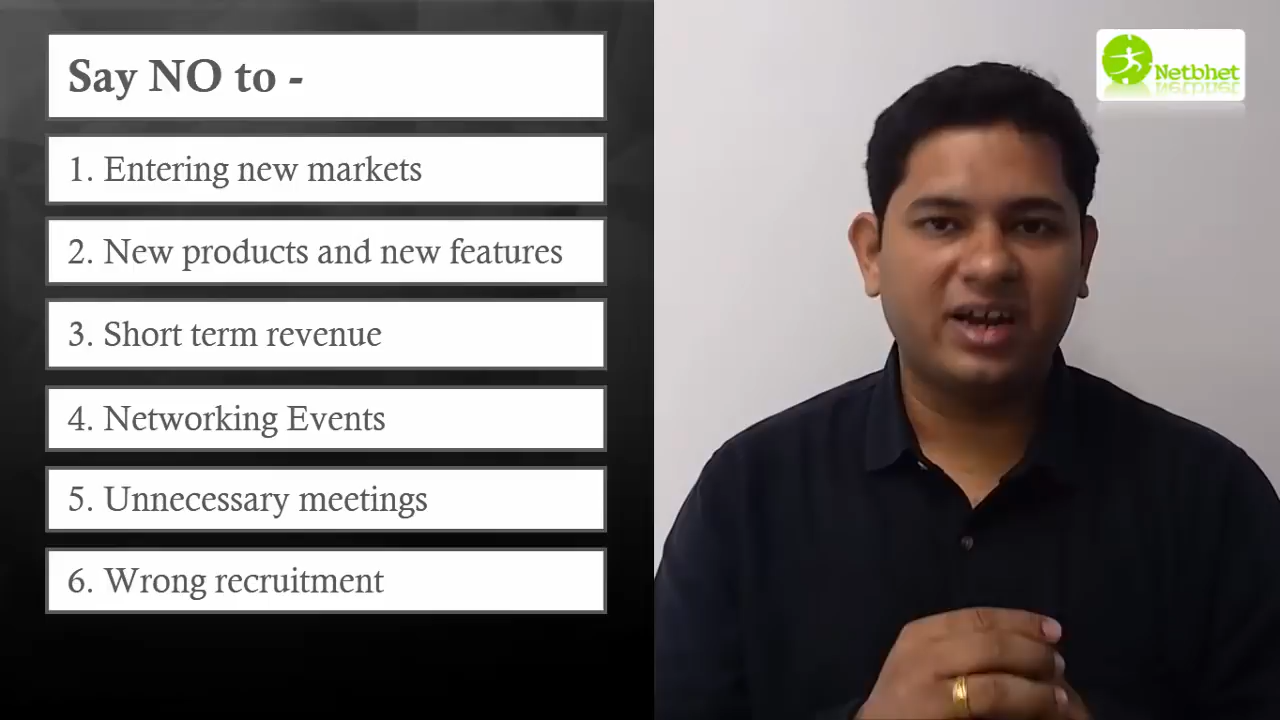 Say NO to -
1. Entering new markets
2. New products and new features
3. Short term revenue
4. Networking Events
5. Unnecessary meetings
6. Wrong recruitment
Netbhet